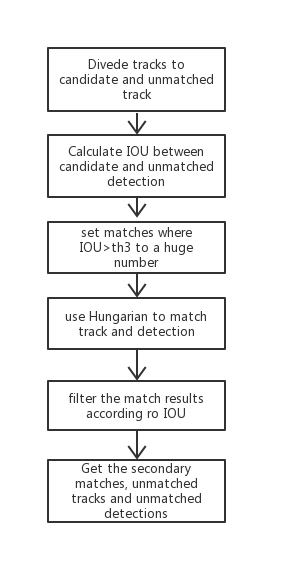 Divede tracks to
candidate and unmatched
track
Calculate IOU between
candidate and unmatched
detection
set matches where
IOU>th3 to a huge
number
use Hungarian to match
track and detection
filter the match results
according ro IOU
Get the secondary
matches, unmatched
tracks and unmatched
detections